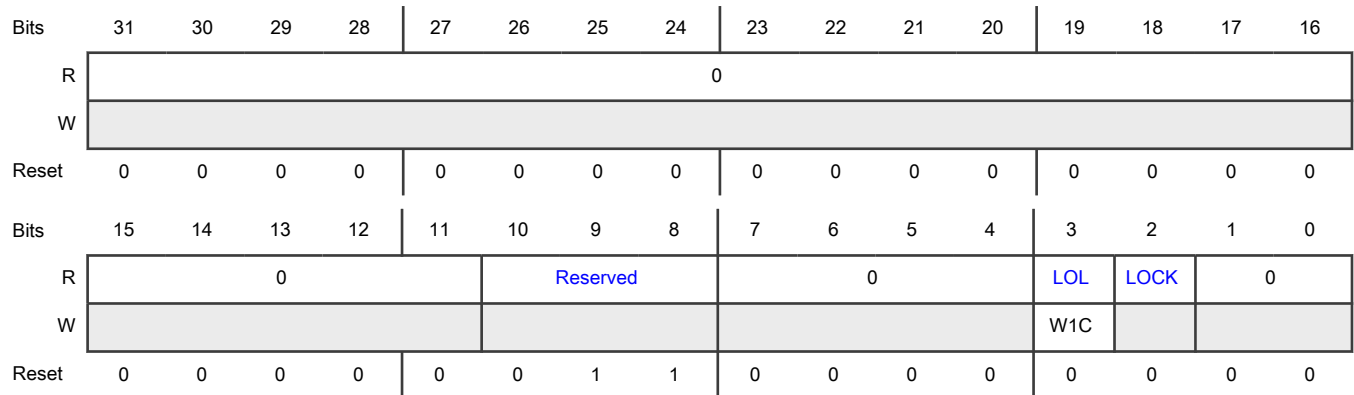 Bits 31 30 29 28 27 26 25 24 23 22 21 20 19 18 17 16
R 0
W
Reset 0 0 0 0 0 0 0 0 0 0 0 0 0 0 0 0
Bits 15 14 13 12 11 10 9 8 7 6 5 4 3 2 1 0
R 0 Reserved 0 LOL LOCK 0
W W1C
Reset 0 0 0 0 0 0 1 1 0 0 0 0 0 0 0 0